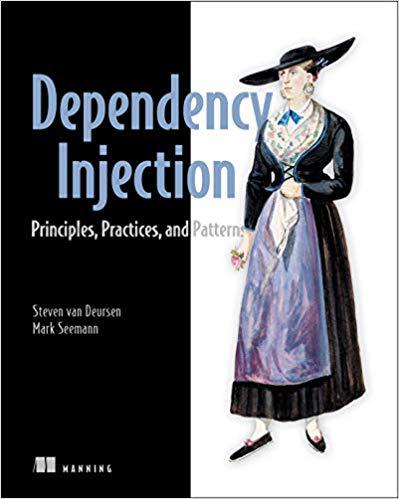 Dependency
Injection
Principles, Practices, and Patterns
Steven van Deursen
Mark Seemann
MANNING